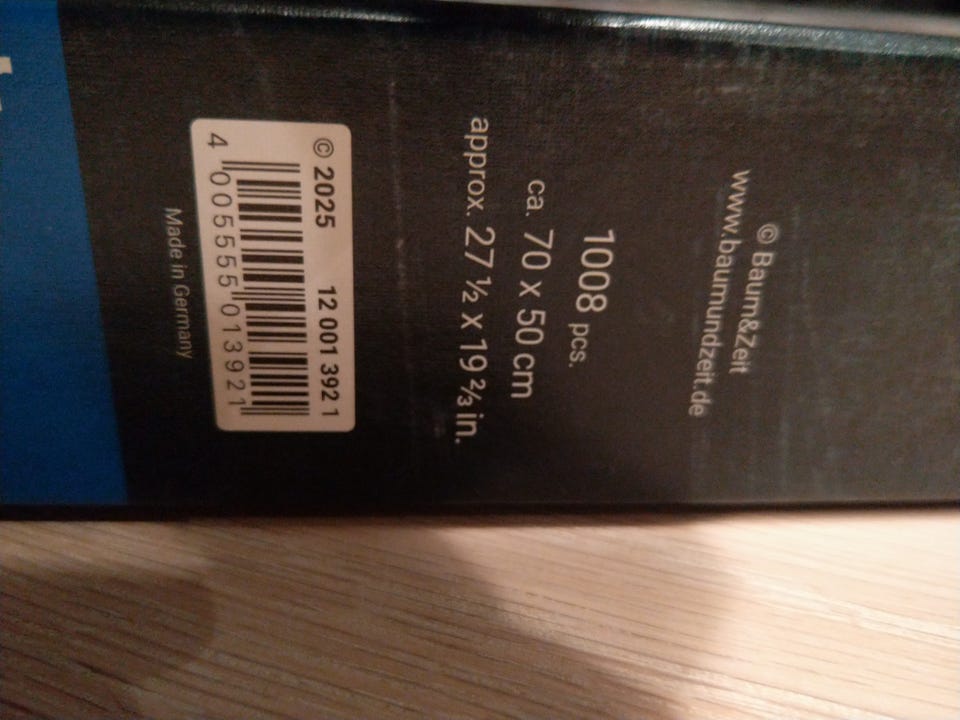 © Baum&Zeit
www.baumundzeit.de
1008 pcs.
ca. 70 x 50 cm
approx. 27 ½ x 19 ⅔ in.
© 2025 12 001 392 1
4 005555 013921
Made in Germany